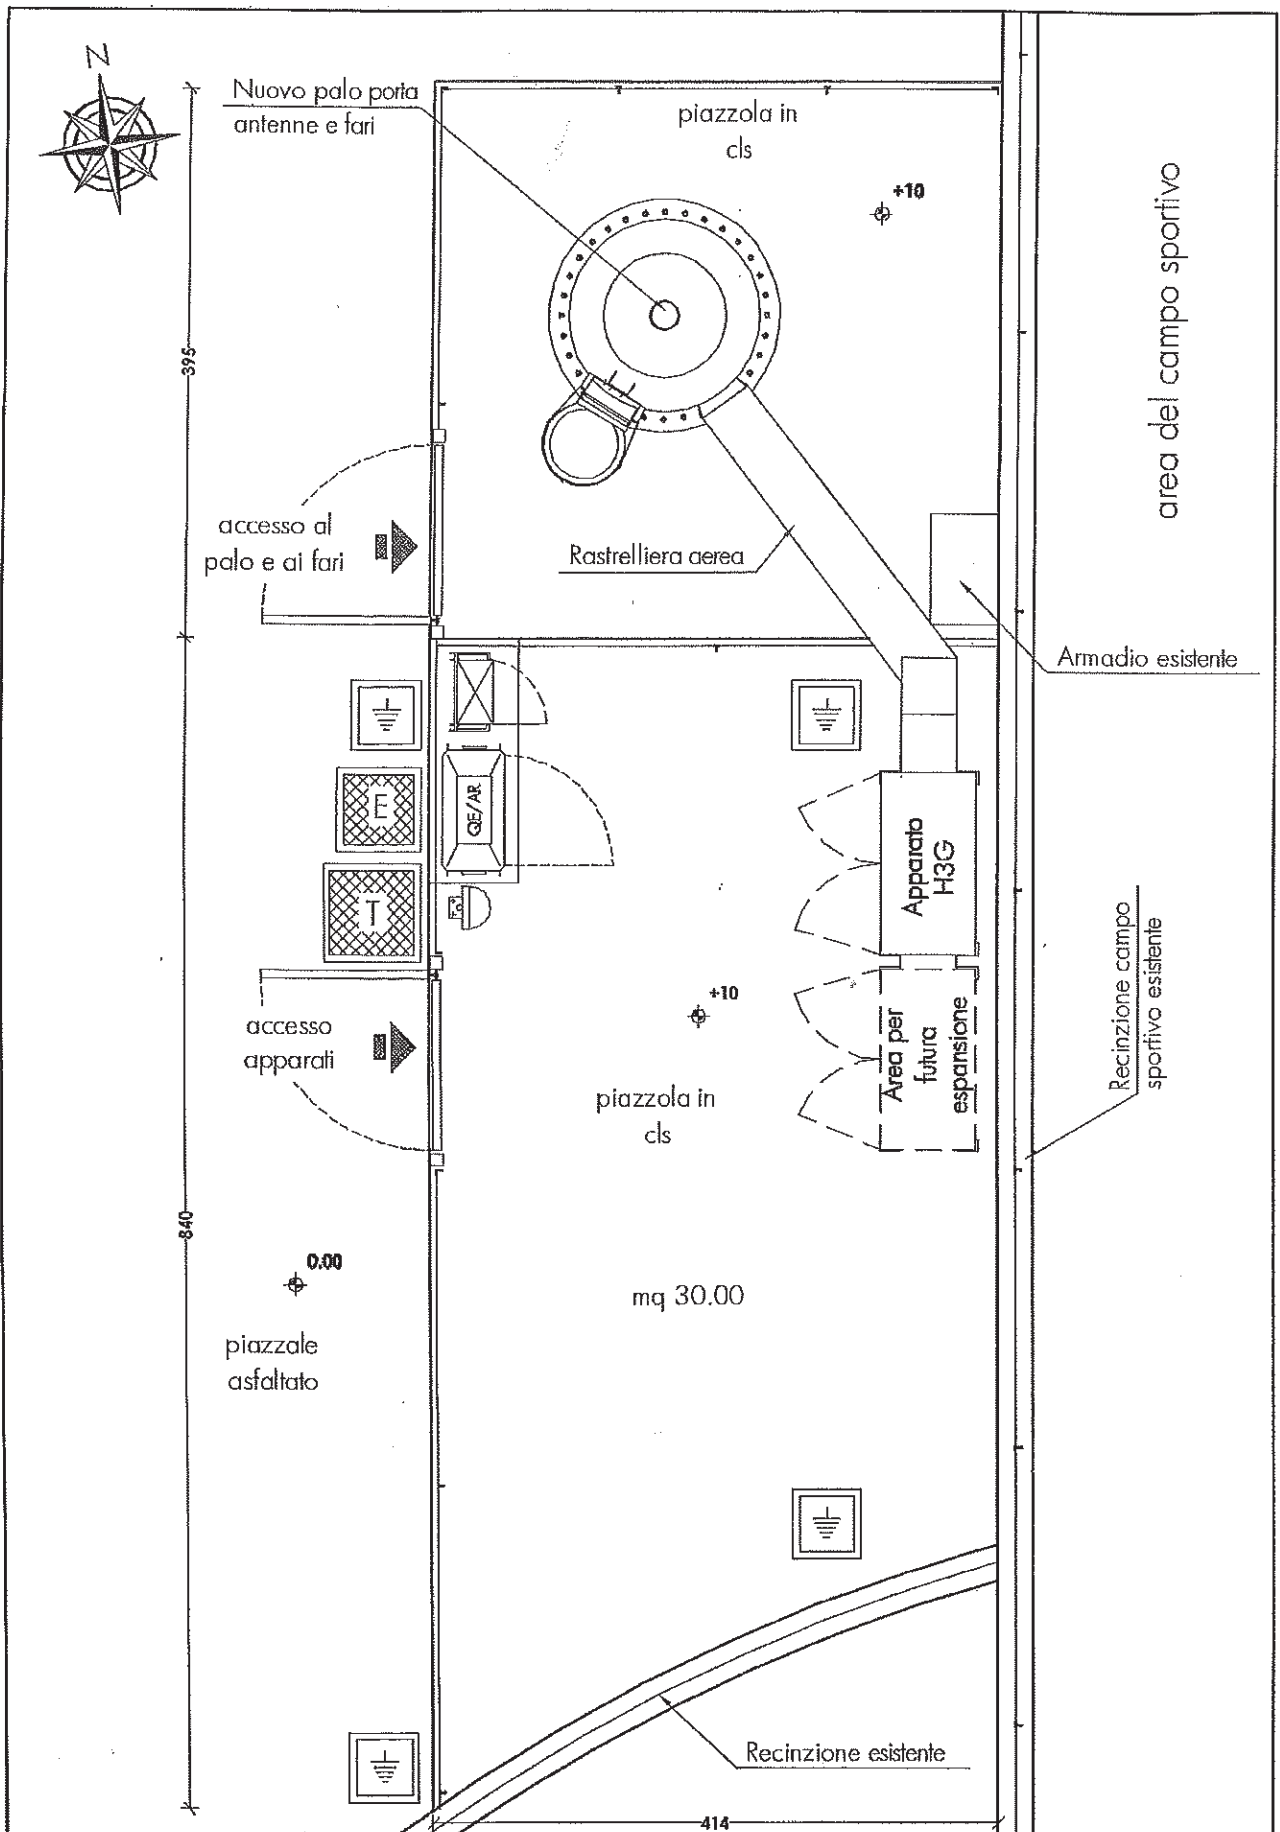 N
Nuovo palo porta
antenne e fari
piazzola in
cls
+10
area del campo sportivo
395
accesso al
palo e ai fari
Rastrelliera aerea
Armadio esistente
E
QE/AR
T
Apparato
H3G
Recinzione campo
sportivo esistente
accesso
apparati
+10
Area per
futura
espansione
piazzola in
cls
840
0.00
mq 30.00
piazzale
asfaltato
Recinzione esistente
414